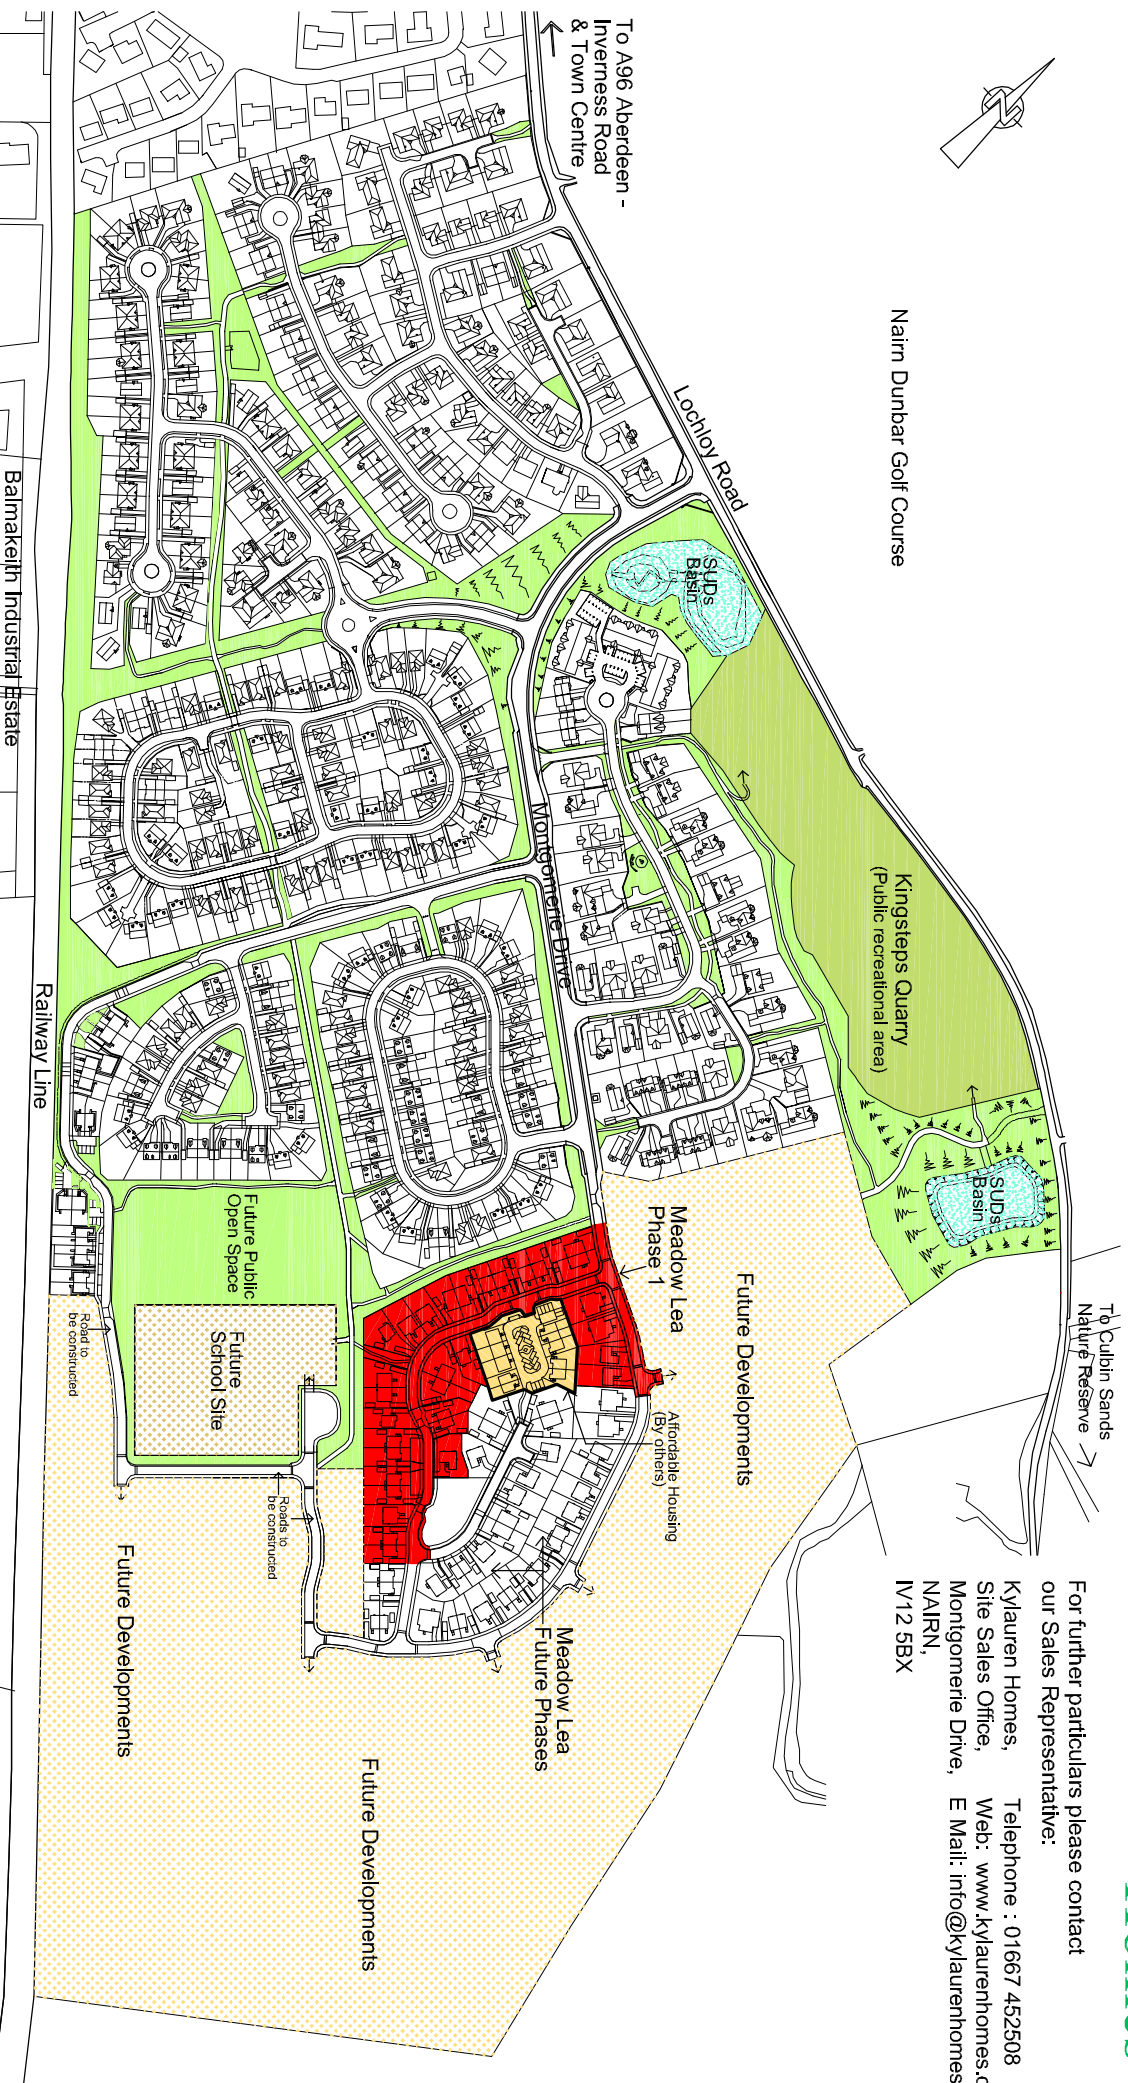 To A96 Aberdeen -
Inverness Road
& Town Centre
Nairn Dunbar Golf Course
Lochloy Road
SUDs
Basin
Kingsteps Quarry
(Public recreational area)
SUDs
Basin
To Culbin Sands
Nature Reserve
Montgomerie Drive
Balmakeith Industrial Estate
Railway Line
Future Public
Open Space
Future
School Site
Road to
be constructed
Roads to
be constructed
Meadow Lea
Phase 1
Future Developments
Affordable Housing
(By others)
Meadow Lea
Future Phases
Future Developments
Future Developments
For further particulars please contact
our Sales Representative:
Kylauren Homes, Telephone : 01667 452508
Site Sales Office, Web: www.kylaurenhomes.c
Montgomerie Drive, E Mail: info@kylaurenhomes
NAIRN,
IV12 5BX